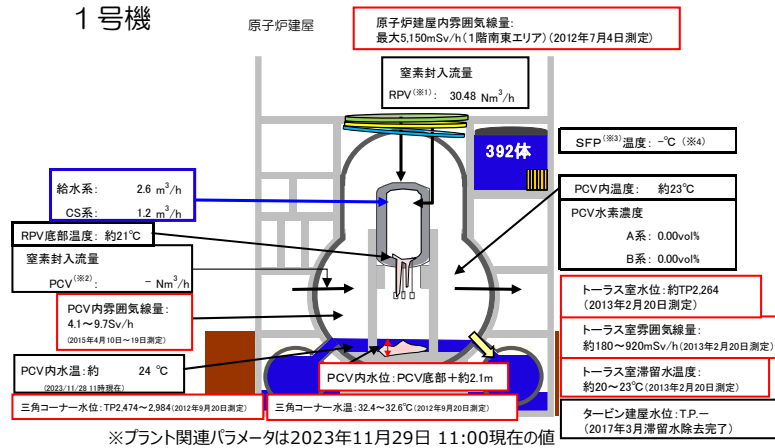 １号機
原子炉建屋
原子炉建屋内雰囲気線量:
最大5,150mSv/h(1階南東エリア)(2012年7月4日測定)
窒素封入流量
RPV(※1): 30.48 Nm3/h
392体
SFP(※3)温度: -℃ (※4)
給水系: 2.6 m3/h
CS系: 1.2 m3/h
PCV内温度: 約23℃
PCV水素濃度
A系: 0.00vol%
B系: 0.00vol%
RPV底部温度: 約21℃
窒素封入流量
PCV(※2): - Nm3/h
PCV内雰囲気線量:
4.1～9.7Sv/h
(2015年4月10日～19日測定)
トーラス室水位:約TP2,264
(2013年2月20日測定)
トーラス室雰囲気線量:
約180～920mSv/h(2013年2月20日測定)
PCV内水温:約 24 ℃
(2023/11/28 11時現在)
PCV内水位:PCV底部＋約2.1m
トーラス室滞留水温度:
約20～23℃(2013年2月20日測定)
三角コーナー水位:TP2,474～2,984(2012年9月20日測定)
三角コーナー水温:32.4～32.6℃(2012年9月20日測定)
タービン建屋水位:T.P.－
(2017年3月滞留水除去完了)
※プラント関連パラメータは2023年11月29日 11:00現在の値